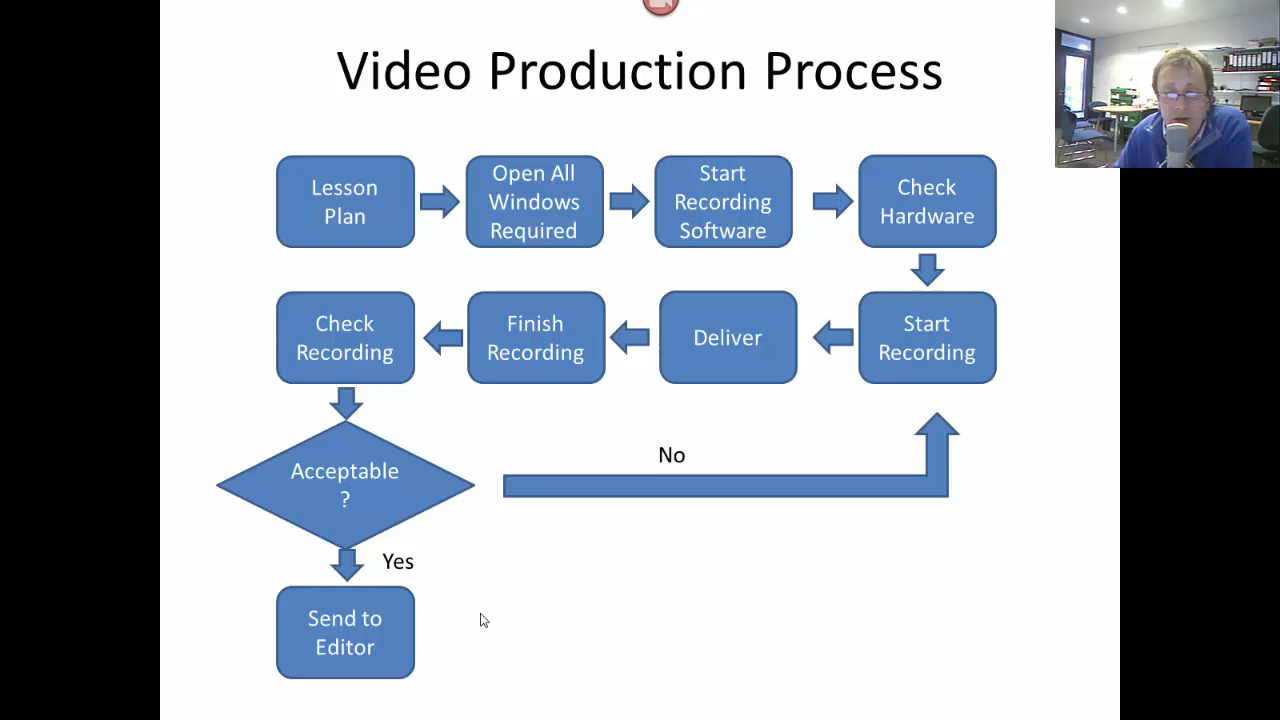 Video Production Process
Lesson
Plan
Open All
Windows
Required
Start
Recording
Software
Check
Hardware
Start
Recording
Deliver
Finish
Recording
Check
Recording
Acceptable
?
No
Yes
Send to
Editor